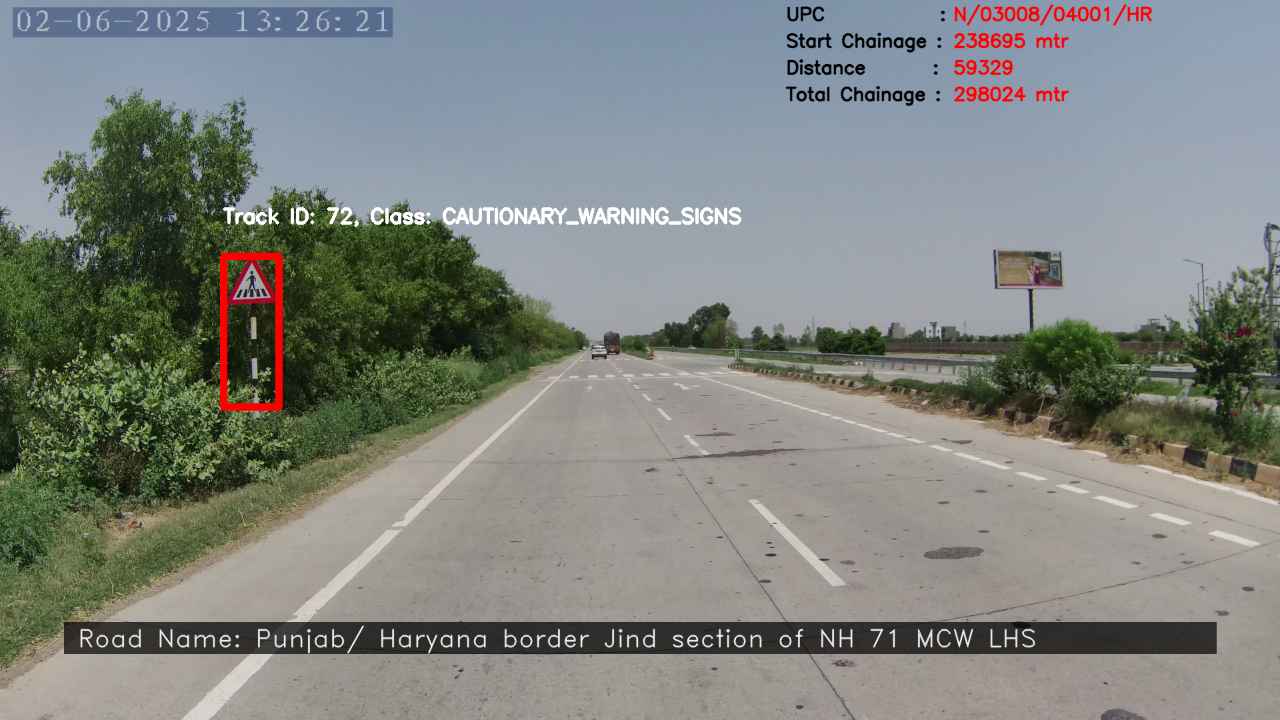 02-06-2025 13:26:21
UPC : N/03008/04001/HR
Start Chainage : 238695 mtr
Distance : 59329
Total Chainage : 298024 mtr
Track ID: 72, Class: CAUTIONARY_WARNING_SIGNS
Road Name: Punjab/ Haryana border Jind section of NH 71 MCW LHS